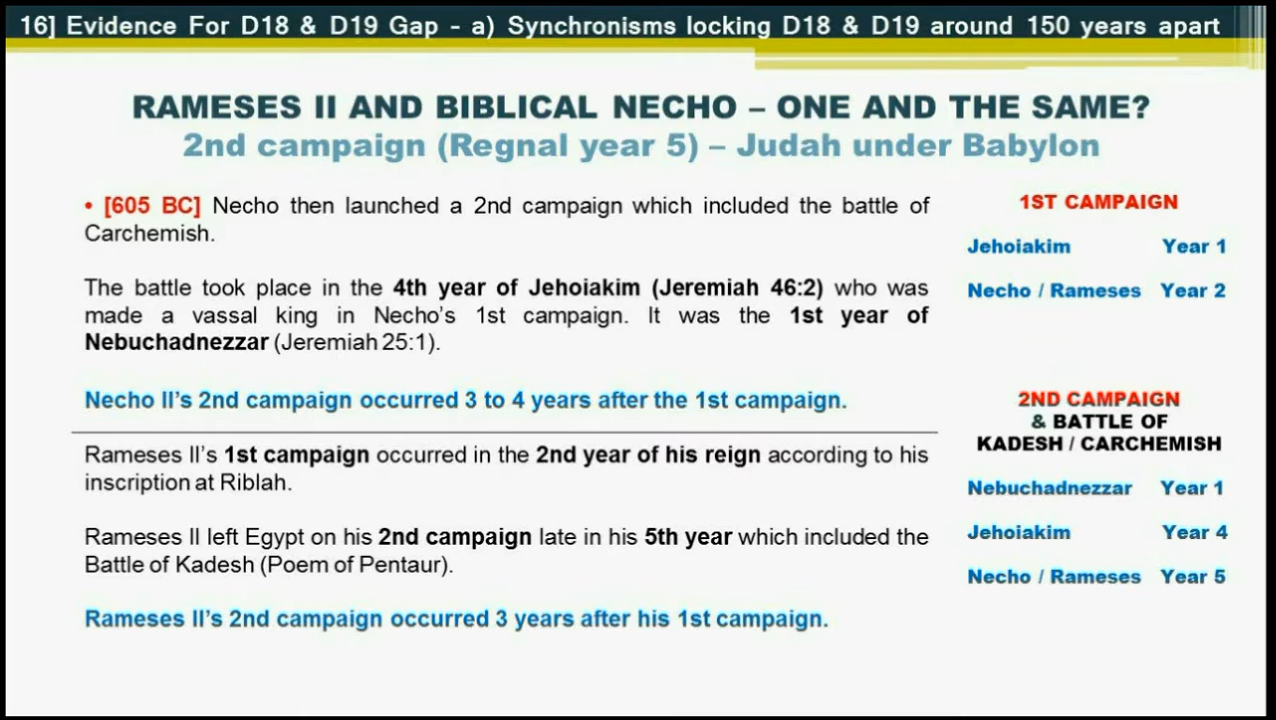 16] Evidence For D18 & D19 Gap - a) Synchronisms locking D18 & D19 around 150 years apart
RAMESES II AND BIBLICAL NECHO – ONE AND THE SAME?
2nd campaign (Regnal year 5) – Judah under Babylon
• [605 BC] Necho then launched a 2nd campaign which included the battle of
Carchemish.
The battle took place in the 4th year of Jehoiakim (Jeremiah 46:2) who was
made a vassal king in Necho's 1st campaign. It was the 1st year of
Nebuchadnezzar (Jeremiah 25:1).
Necho II's 2nd campaign occurred 3 to 4 years after the 1st campaign.
Rameses II's 1st campaign occurred in the 2nd year of his reign according to his
inscription at Riblah.
Rameses II left Egypt on his 2nd campaign late in his 5th year which included the
Battle of Kadesh (Poem of Pentaur).
Rameses II's 2nd campaign occurred 3 years after his 1st campaign.
1ST CAMPAIGN
Jehoiakim Year 1
Necho / Rameses Year 2
2ND CAMPAIGN
& BATTLE OF
KADESH / CARCHEMISH
Nebuchadnezzar Year 1
Jehoiakim Year 4
Necho / Rameses Year 5